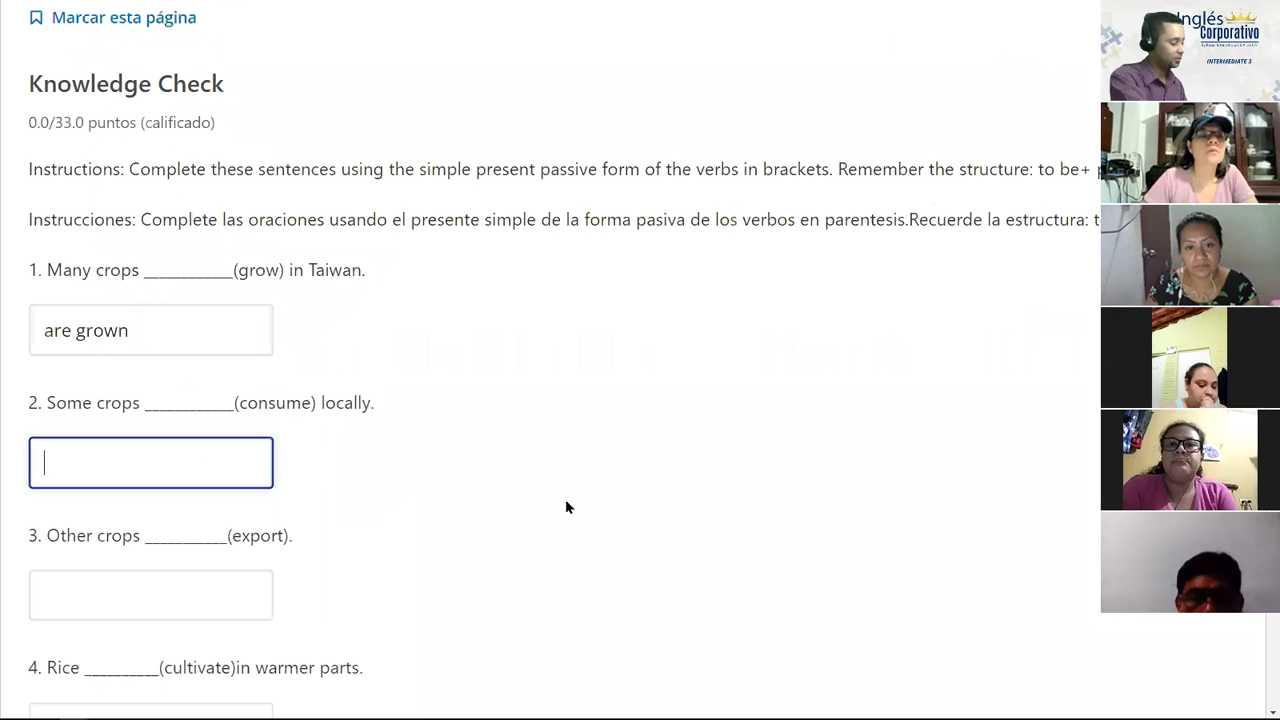 Marcar esta página
Knowledge Check
0.0/33.0 puntos (calificado)
Instructions: Complete these sentences using the simple present passive form of the verbs in brackets. Remember the structure: to be+
Instrucciones: Complete las oraciones usando el presente simple de la forma pasiva de los verbos en parentesis.Recuerde la estructura: t
1. Many crops ____________(grow) in Taiwan.
are grown
2. Some crops ____________(consume) locally.
3. Other crops ___________(export).
4. Rice __________(cultivate)in warmer parts.
Inglés
Corporativo
INTERMEDIATE 3